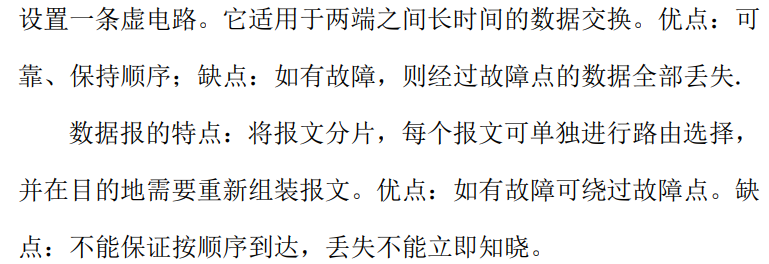 设置一条虚电路。它适用于两端之间长时间的数据交换。优点：可
靠、保持顺序；缺点：如有故障，则经过故障点的数据全部丢失.
数据报的特点：将报文分片，每个报文可单独进行路由选择，
并在目的地需要重新组装报文。优点：如有故障可绕过故障点。缺
点：不能保证按顺序到达，丢失不能立即知晓。